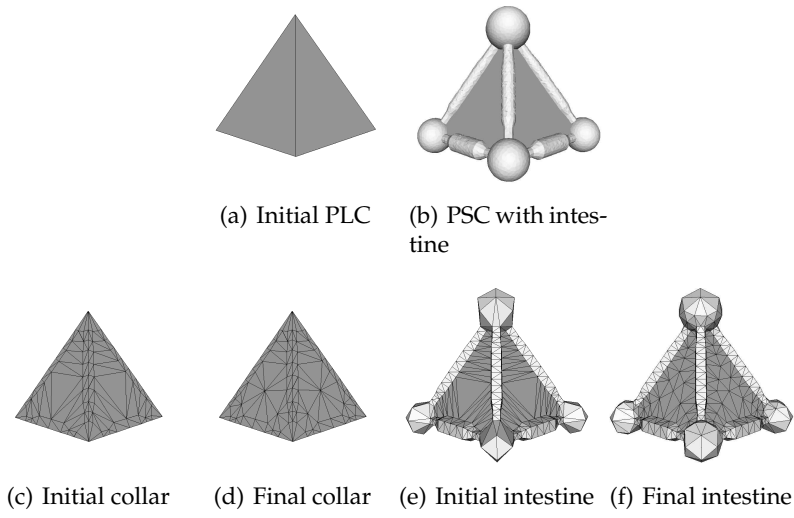 (a) Initial PLC
(b) PSC with intes-
tine
(c) Initial collar
(d) Final collar
(e) Initial intestine
(f) Final intestine